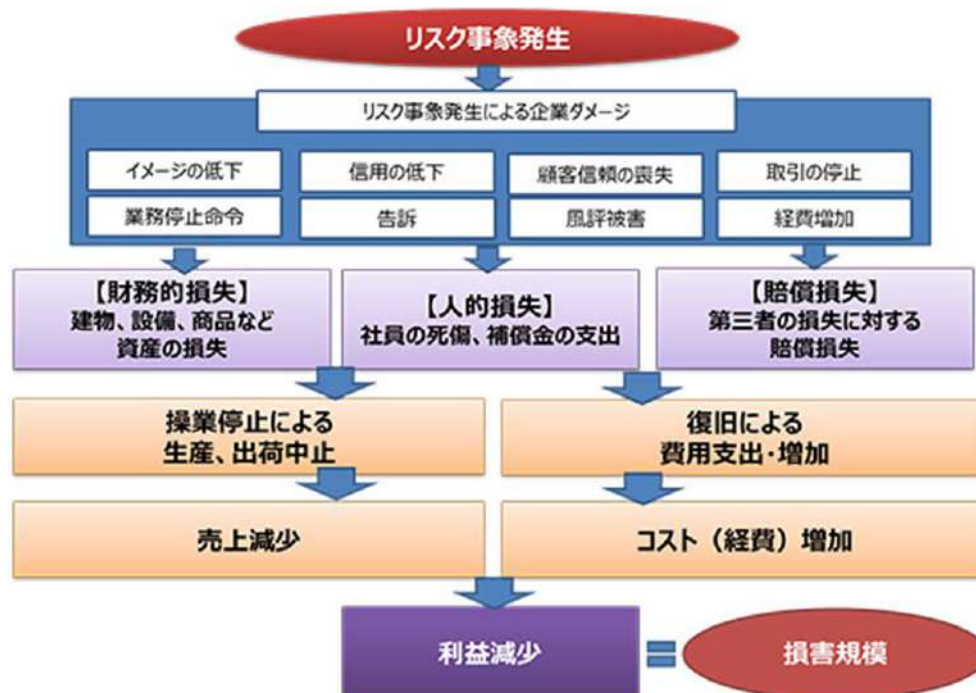 リスク事象発生
リスク事象発生による企業ダメージ
イメージの低下
信用の低下
顧客信頼の喪失
取引の停止
業務停止命令
告訴
風評被害
経費増加
【財務的損失】
建物、設備、商品など
資産の損失
【人的損失】
社員の死傷、補償金の支出
【賠償損失】
第三者の損失に対する
賠償損失
操業停止による
生産、出荷中止
復旧による
費用支出・増加
売上減少
コスト（経費）増加
利益減少
=
損害規模